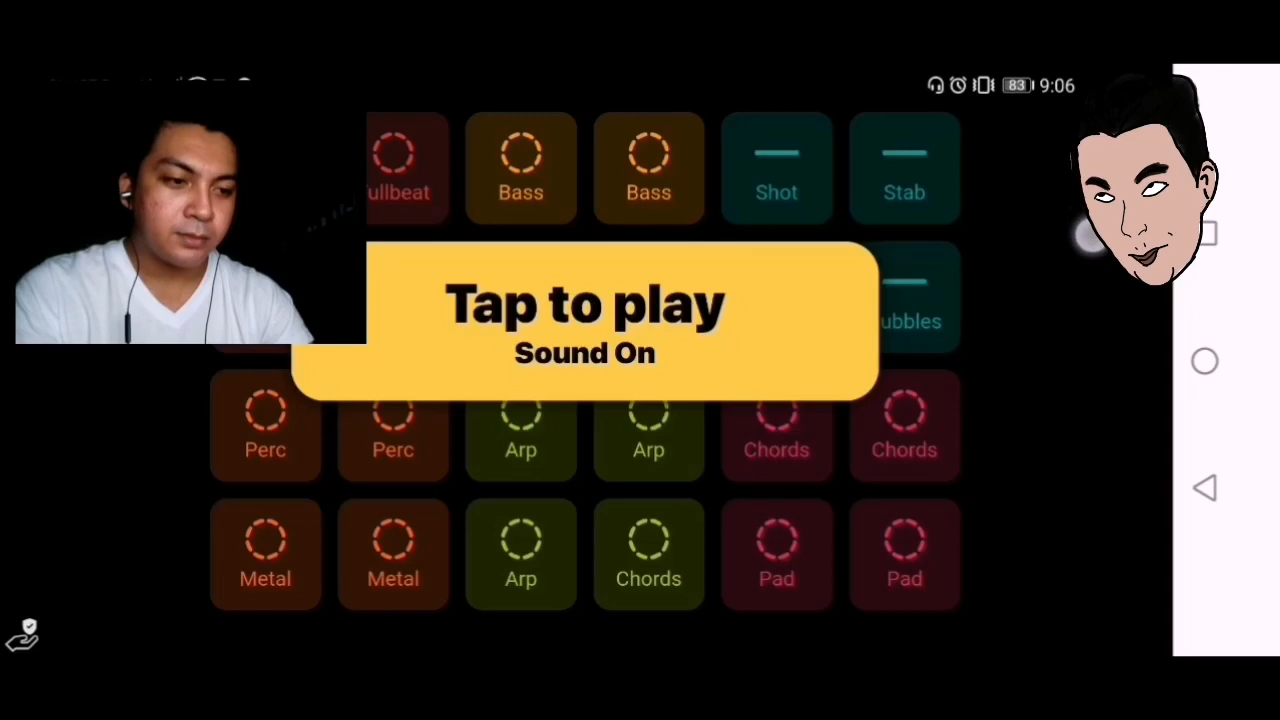 83 9:06
ullbeat Bass Bass Shot Stab
Tap to play
Sound On
ubbles
Perc Perc Arp Arp Chords Chords
Metal Metal Arp Chords Pad Pad